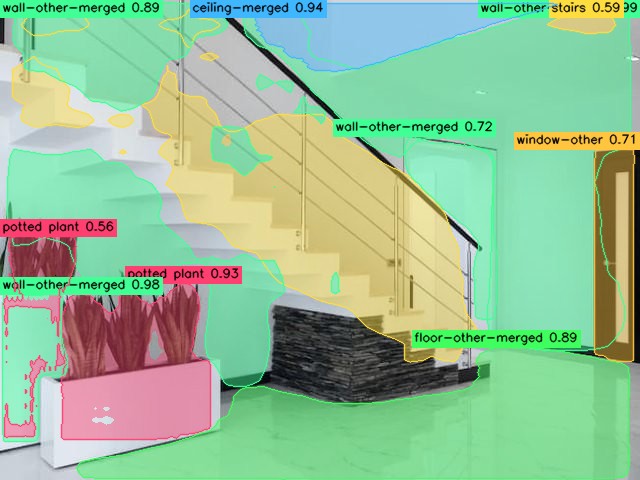 wall-other-merged 0.89
ceiling-merged 0.94
wall-other
stairs 0.59
99
wall-other-merged 0.72
window-other 0.71
potted plant 0.56
potted plant 0.93
wall-other-merged 0.98
floor-other-merged 0.89